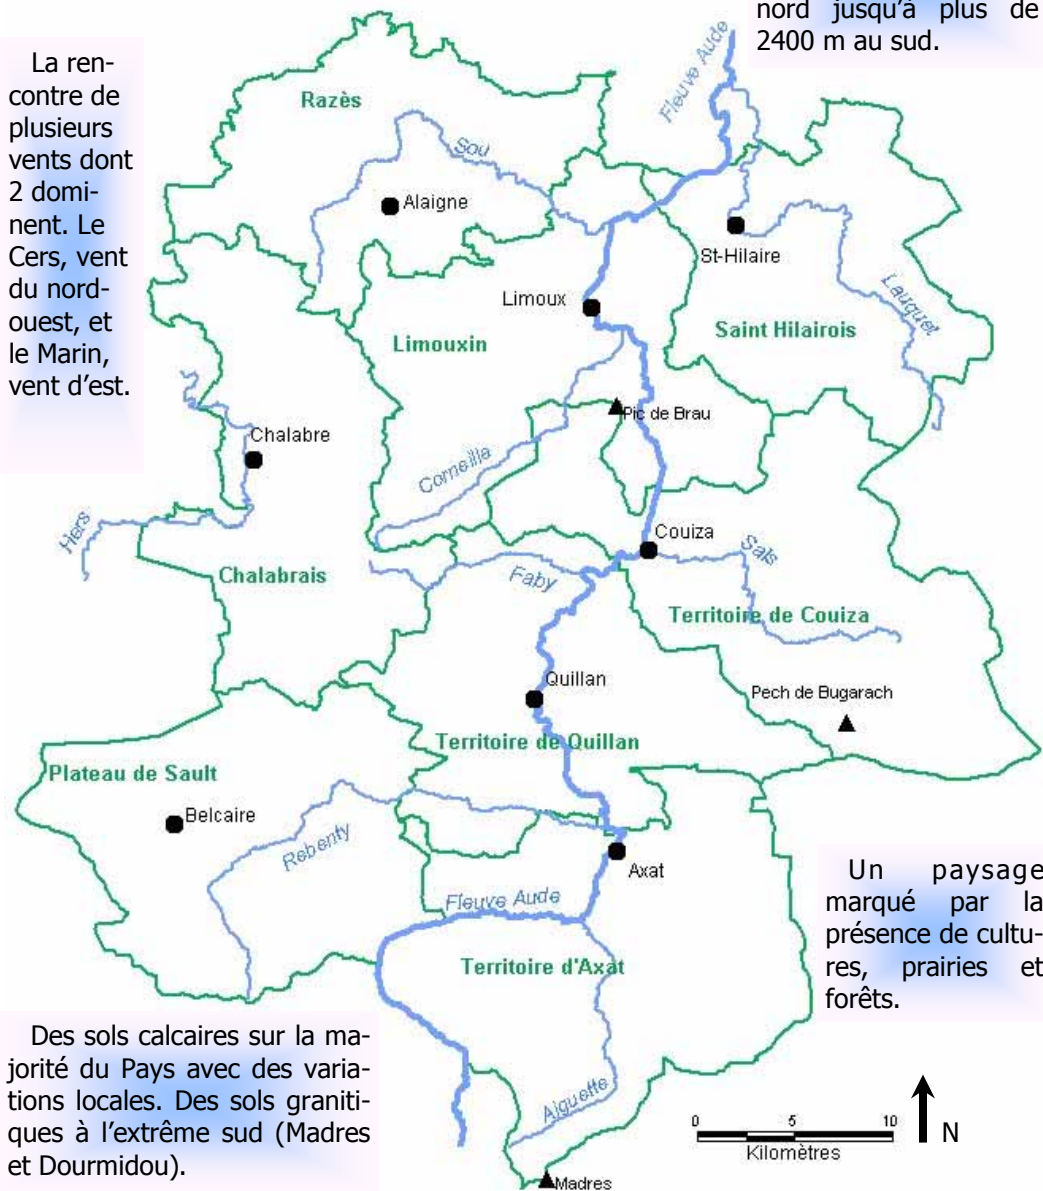 nord jusqu'à plus de
2400 m au sud.
La ren-
contre de
plusieurs
vents dont
2 domi-
nent. Le
Cers, vent
du nord-
ouest, et
le Marin,
vent d'est.
Fleuve Aude
Razès
Sou
Alaigne
St-Hilaire
Lauquet
Limoux
Limouxin
Saint Hilairois
Pic de Brau
Chalabre
Corneilla
Hers
Couiza
Sals
Chalabrais
Faby
Territoire de Couiza
Quillan
Pech de Bugarach
Territoire de Quillan
Plateau de Sault
Belcaire
Rebenty
Axat
Fleuve Aude
Territoire d'Axat
Un paysage
marqué par la
présence de cultu-
res, prairies et
forêts.
Des sols calcaires sur la ma-
jorité du Pays avec des varia-
tions locales. Des sols graniti-
ques à l'extrême sud (Madres
et Dourmidou).
Aiguette
0 5 10
Kilomètres
N
Madres